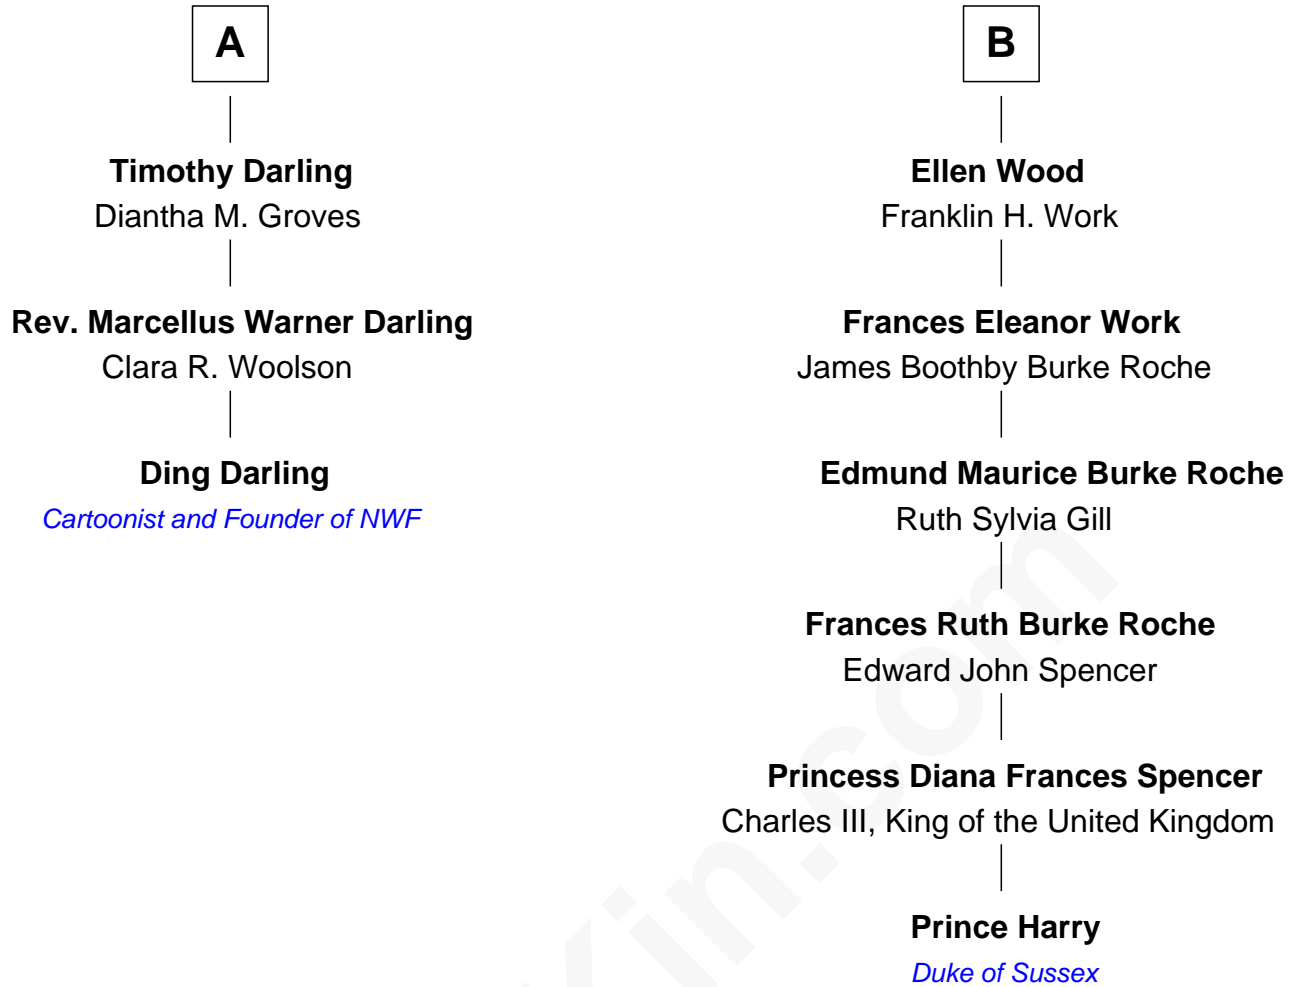 A
Timothy Darling
Diantha M. Groves
Rev. Marcellus Warner Darling
Clara R. Woolson
Ding Darling
Cartoonist and Founder of NWF
B
Ellen Wood
Franklin H. Work
Frances Eleanor Work
James Boothby Burke Roche
Edmund Maurice Burke Roche
Ruth Sylvia Gill
Frances Ruth Burke Roche
Edward John Spencer
Princess Diana Frances Spencer
Charles III, King of the United Kingdom
Prince Harry
Duke of Sussex
Kin.com